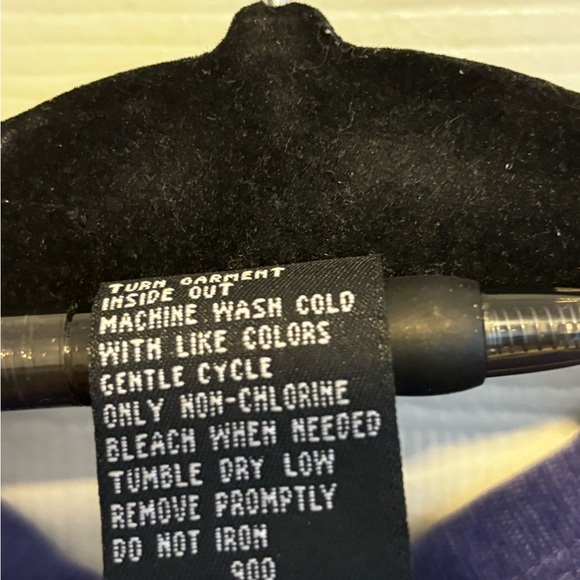 TURN GARMENT
INSIDE OUT
MACHINE WASH COLD
WITH LIKE COLORS
GENTLE CYCLE
ONLY NON-CHLORINE
BLEACH WHEN NEEDED
TUMBLE DRY LOW
REMOVE PROMPTLY
DO NOT IRON
900